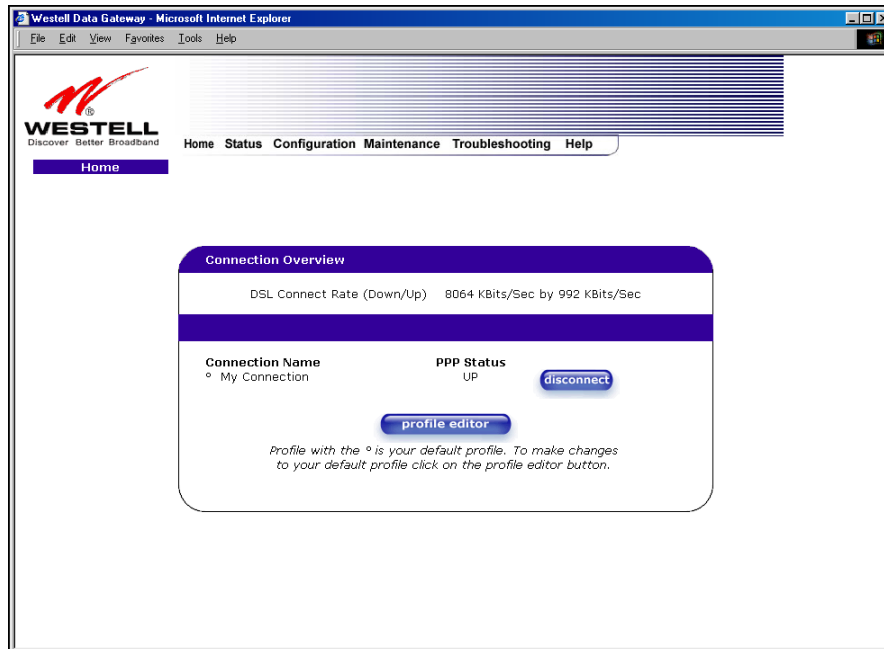 Westell Data Gateway - Microsoft Internet Explorer
File Edit View Favorites Tools Help
®
WESTELL
Discover Better Broadband
Home Status Configuration Maintenance Troubleshooting Help
Home
Connection Overview
DSL Connect Rate (Down/Up) 8064 KBits/Sec by 992 KBits/Sec
Connection Name PPP Status
° My Connection UP disconnect
profile editor
Profile with the ° is your default profile. To make changes
to your default profile click on the profile editor button.